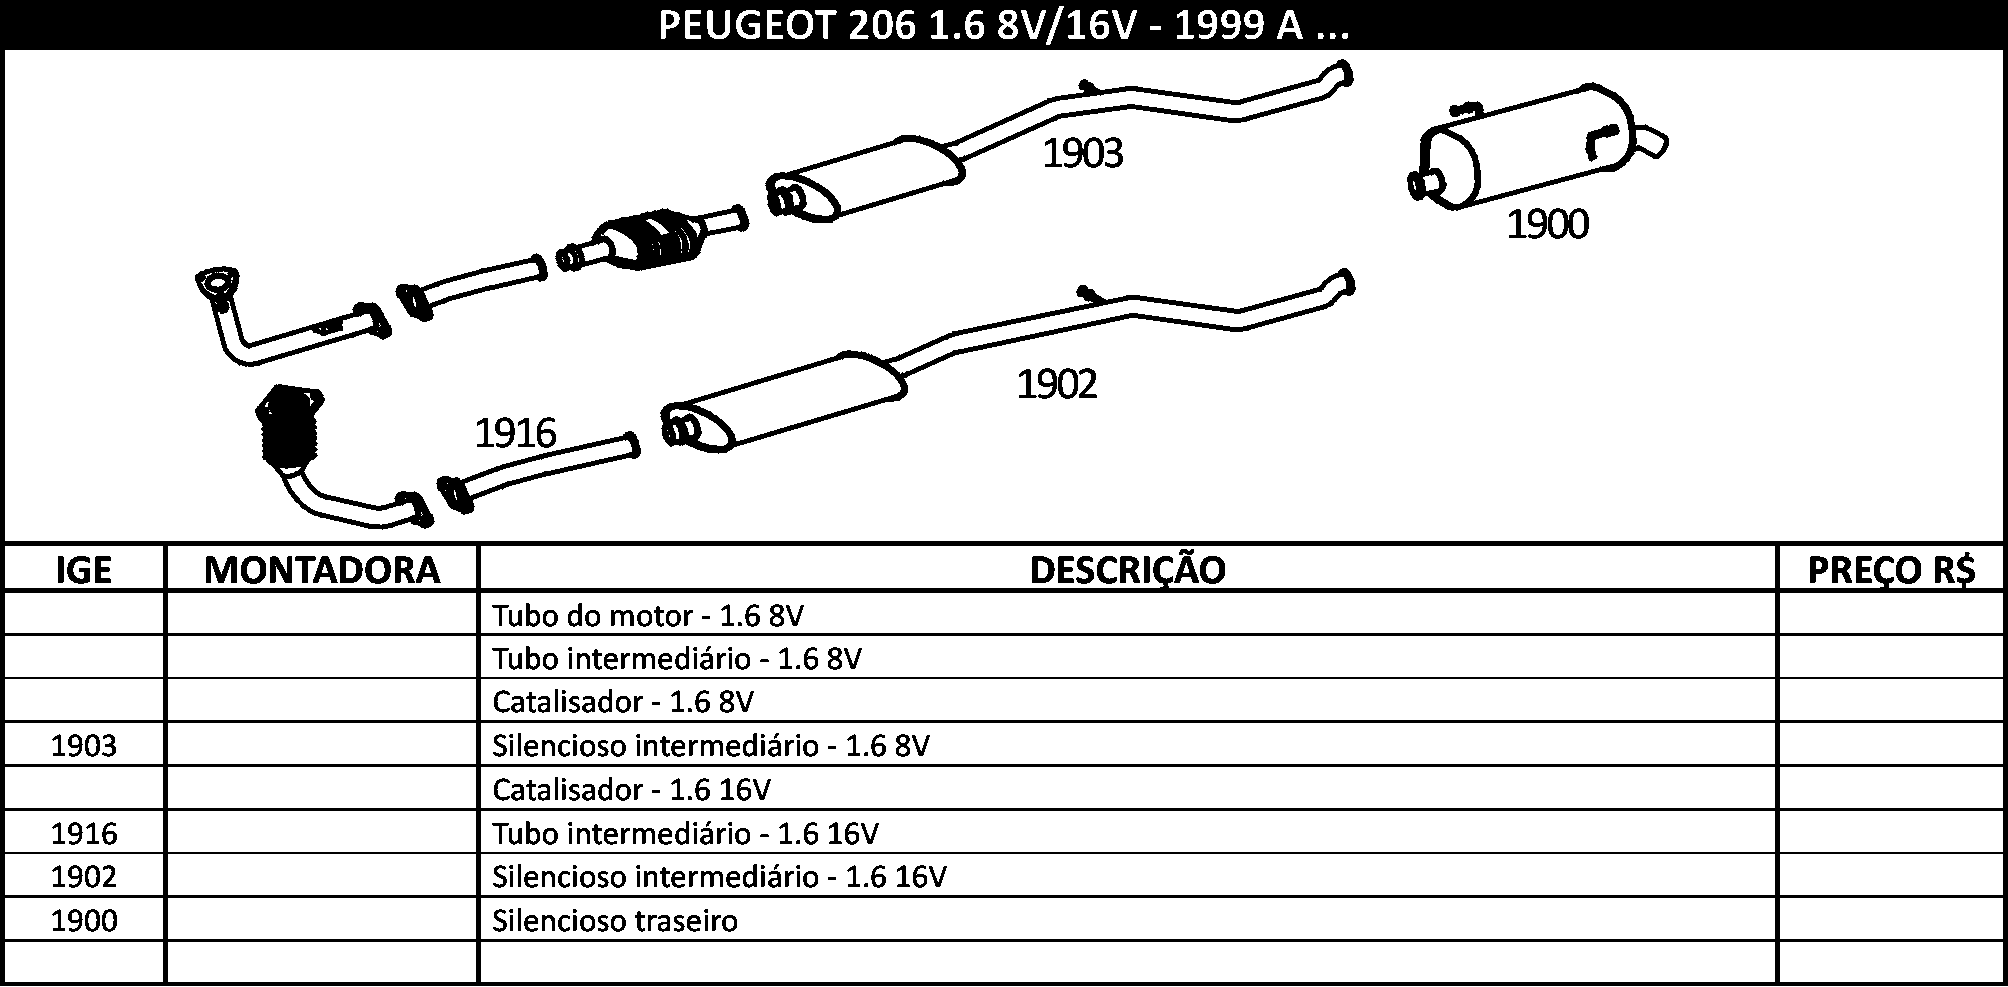 PEUGEOT 206 1.6 8V/16V - 1999 A ...
1903
1900
1902
1916
IGE MONTADORA DESCRIÇÃO PREÇO R$
Tubo do motor - 1.6 8V
Tubo intermediário - 1.6 8V
Catalisador - 1.6 8V
1903 Silencioso intermediário - 1.6 8V
Catalisador - 1.6 16V
1916 Tubo intermediário - 1.6 16V
1902 Silencioso intermediário - 1.6 16V
1900 Silencioso traseiro